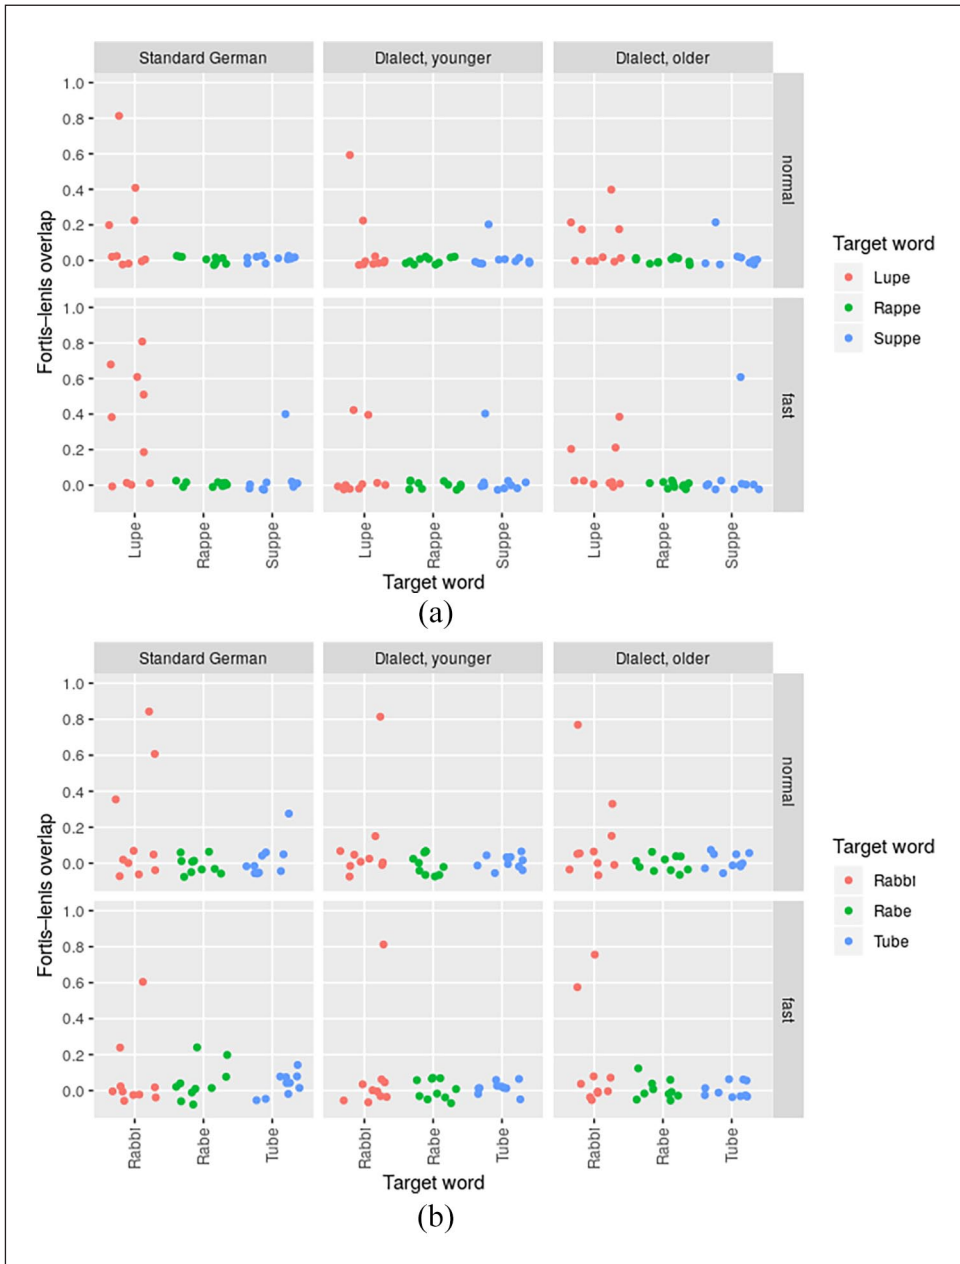 Standard German Dialect, younger Dialect, older
1.0
0.8
0.6
0.4
0.2
0.0
normal
1.0
0.8
0.6
0.4
0.2
0.0
fast
Fortis–lenis overlap
Lupe Rappe Suppe Lupe Rappe Suppe Lupe Rappe Suppe
Target word
Target word
Lupe
Rappe
Suppe
(a)
Standard German Dialect, younger Dialect, older
1.0
0.8
0.6
0.4
0.2
0.0
normal
1.0
0.8
0.6
0.4
0.2
0.0
fast
Fortis–lenis overlap
Rabbi Rabe Tube Rabbi Rabe Tube Rabbi Rabe Tube
Target word
Target word
Rabbi
Rabe
Tube
(b)